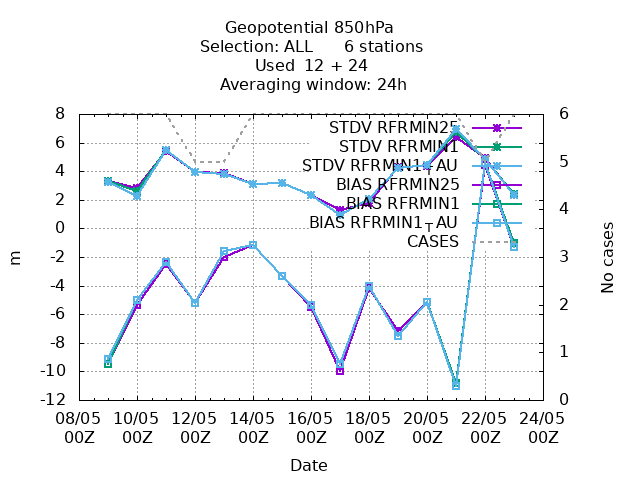 Geopotential 850hPa
Selection: ALL      6 stations
Used  12 + 24
Averaging window: 24h
8
6
4
2
0
-2
-4
-6
-8
-10
-12
m
6
5
4
3
2
1
0
No cases
STDV RFRMIN25
STDV RFRMIN1
STDV RFRMIN1TAU
BIAS RFRMIN25
BIAS RFRMIN1
BIAS RFRMIN1TAU
CASES
08/05 10/05 12/05 14/05 16/05 18/05 20/05 22/05 24/05
00Z 00Z 00Z 00Z 00Z 00Z 00Z 00Z 00Z
Date